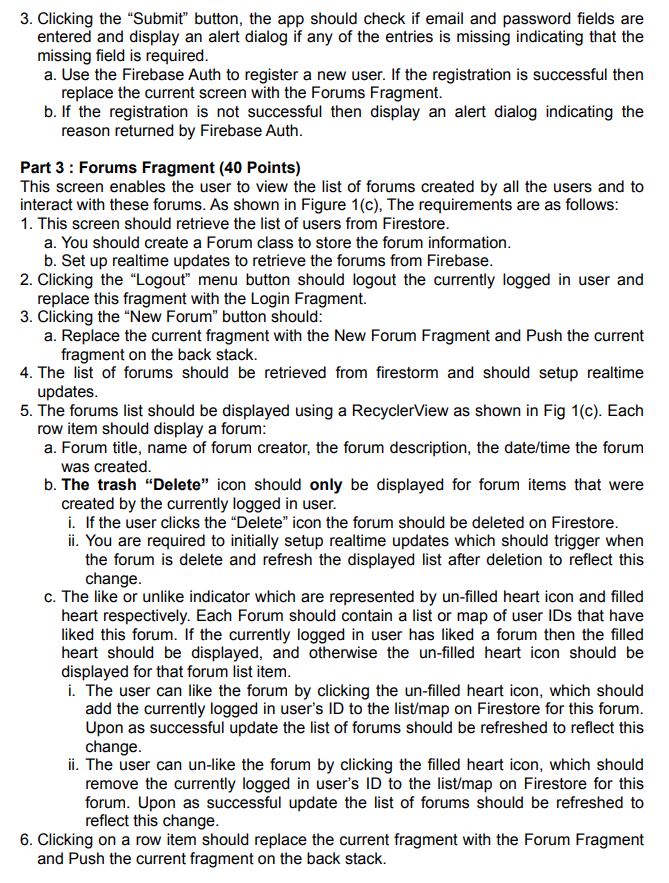 3. Clicking the “Submit” button, the app should check if email and password fields are
entered and display an alert dialog if any of the entries is missing indicating that the
missing field is required.
a. Use the Firebase Auth to register a new user. If the registration is successful then
replace the current screen with the Forums Fragment.
b. If the registration is not successful then display an alert dialog indicating the
reason returned by Firebase Auth.
Part 3 : Forums Fragment (40 Points)
This screen enables the user to view the list of forums created by all the users and to
interact with these forums. As shown in Figure 1(c), The requirements are as follows:
1. This screen should retrieve the list of users from Firestore.
a. You should create a Forum class to store the forum information.
b. Set up realtime updates to retrieve the forums from Firebase.
2. Clicking the “Logout” menu button should logout the currently logged in user and
replace this fragment with the Login Fragment.
3. Clicking the “New Forum” button should:
a. Replace the current fragment with the New Forum Fragment and Push the current
fragment on the back stack.
4. The list of forums should be retrieved from firestorm and should setup realtime
updates.
5. The forums list should be displayed using a RecyclerView as shown in Fig 1(c). Each
row item should display a forum:
a. Forum title, name of forum creator, the forum description, the date/time the forum
was created.
b. The trash “Delete” icon should only be displayed for forum items that were
created by the currently logged in user.
i. If the user clicks the “Delete” icon the forum should be deleted on Firestore.
ii. You are required to initially setup realtime updates which should trigger when
the forum is delete and refresh the displayed list after deletion to reflect this
change.
c. The like or unlike indicator which are represented by un-filled heart icon and filled
heart respectively. Each Forum should contain a list or map of user IDs that have
liked this forum. If the currently logged in user has liked a forum then the filled
heart should be displayed, and otherwise the un-filled heart icon should be
displayed for that forum list item.
i. The user can like the forum by clicking the un-filled heart icon, which should
add the currently logged in user’s ID to the list/map on Firestore for this forum.
Upon as successful update the list of forums should be refreshed to reflect this
change.
ii. The user can un-like the forum by clicking the filled heart icon, which should
remove the currently logged in user’s ID to the list/map on Firestore for this
forum. Upon as successful update the list of forums should be refreshed to
reflect this change.
6. Clicking on a row item should replace the current fragment with the Forum Fragment
and Push the current fragment on the back stack.